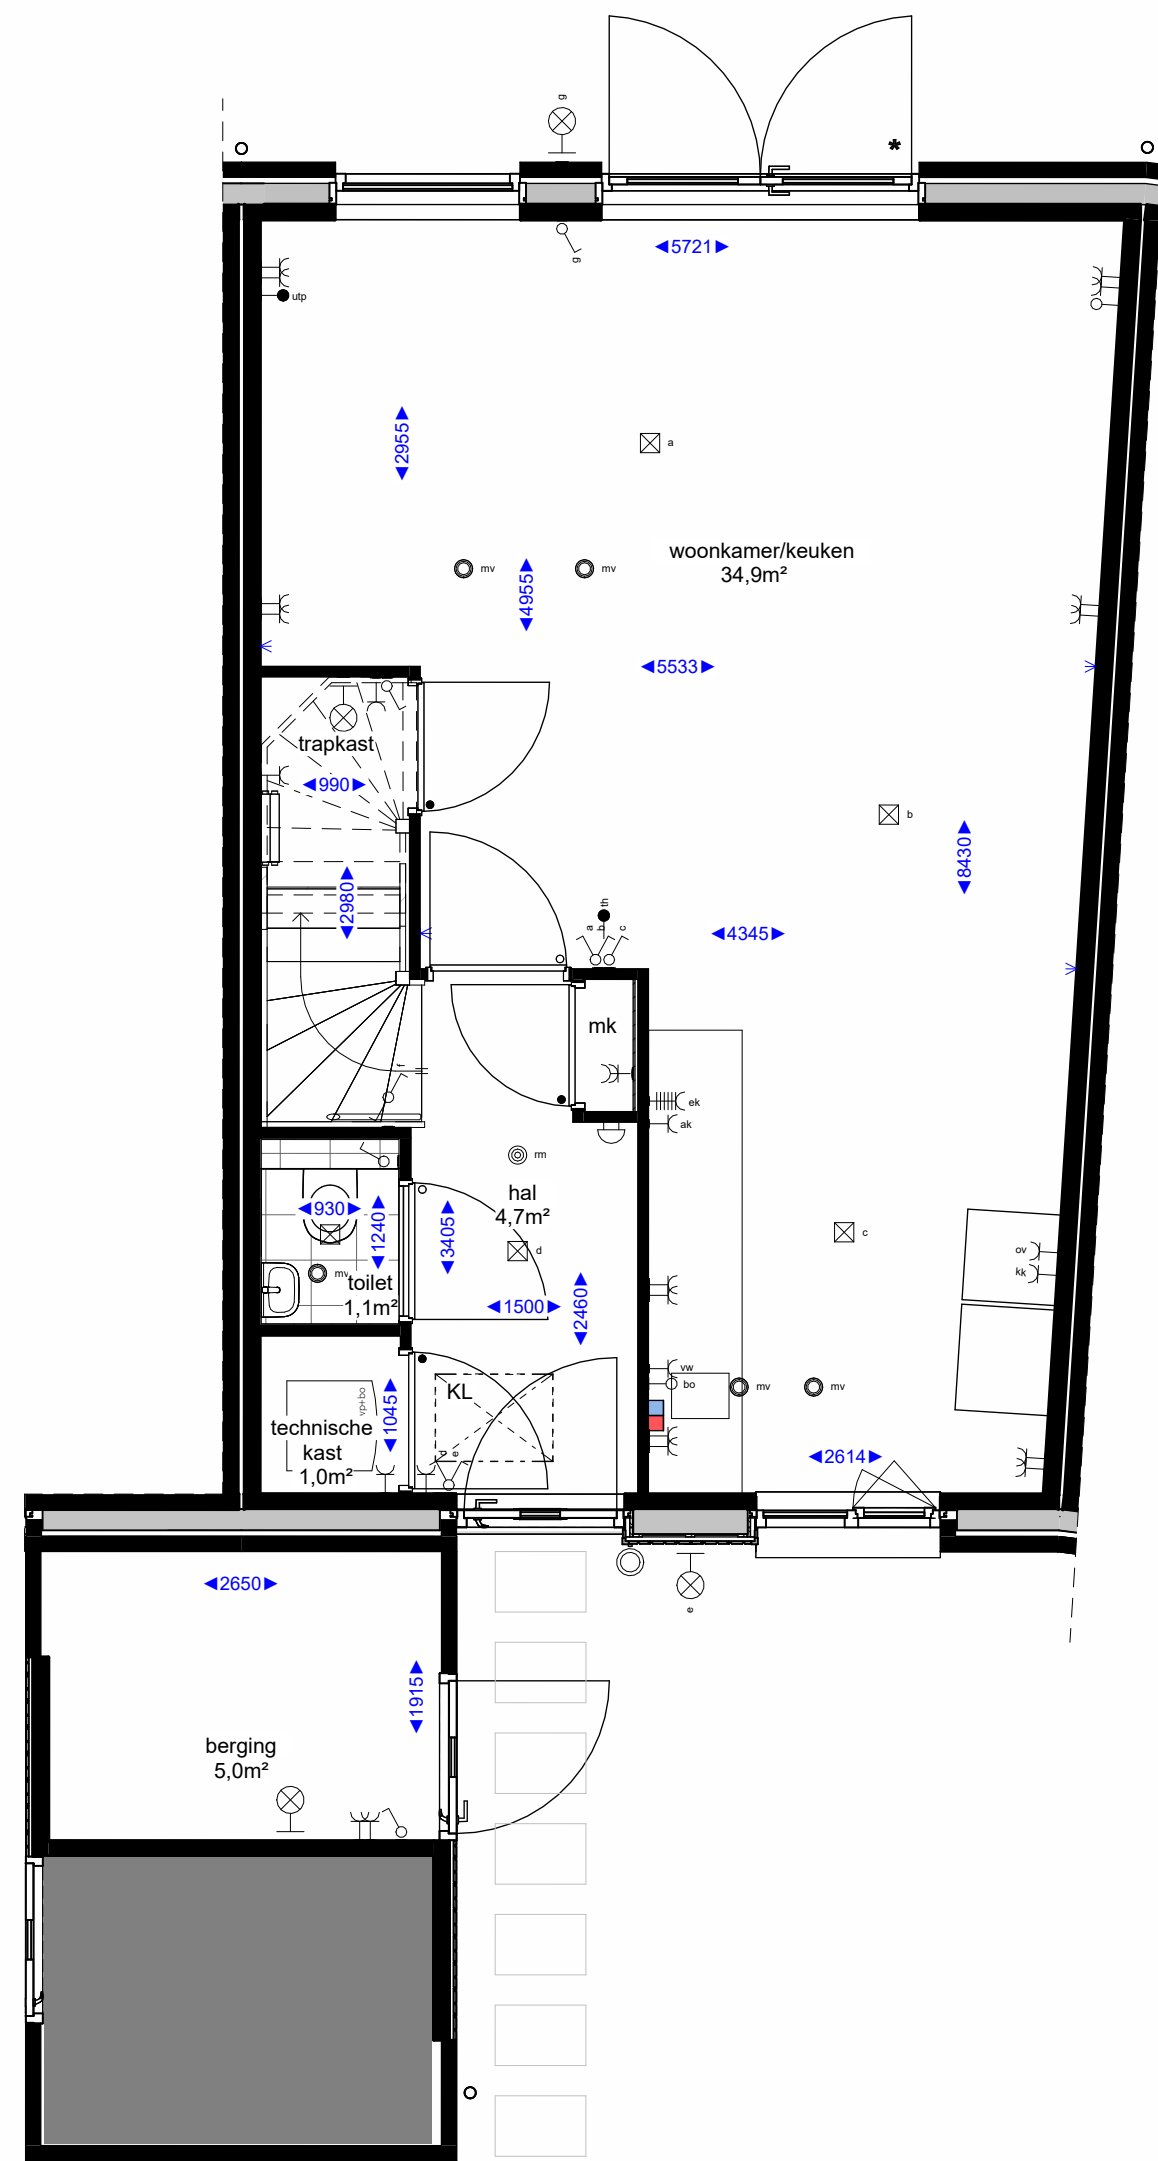 g
*
g
5721
utp
2955
a
woonkamer/keuken
34,9m²
mv
mv
4955
5533
trapkast
990
b
8430
2980
th
a
b
c
4345
mk
f
ek
ak
rm
hal
4,7m²
930
1240
3405
d
c
ov
kk
mv
toilet
1,1m²
1500
2460
vw
bo
mv
mv
KL
vp+bo
1045
technische
kast
1,0m²
d
e
2614
2650
e
1915
berging
5,0m²